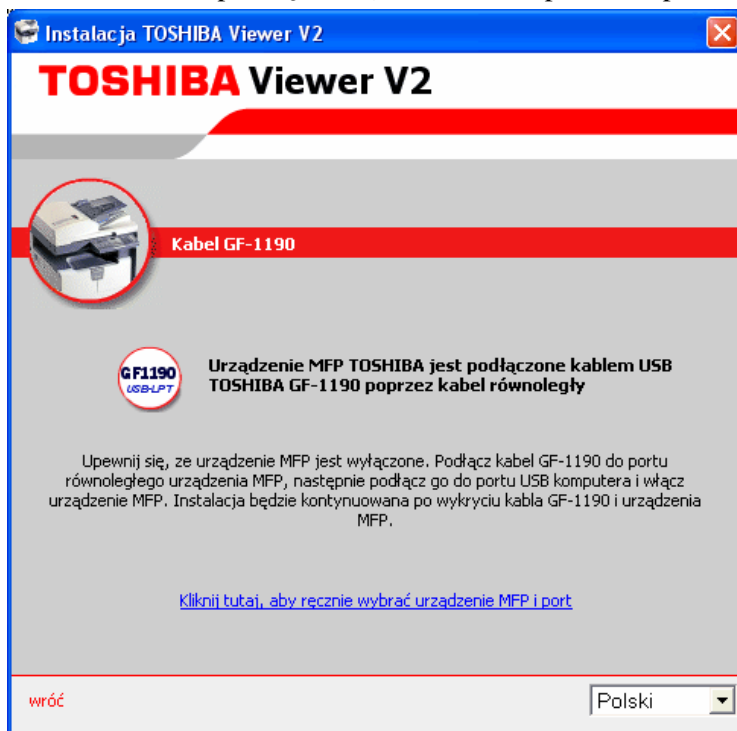 Instalacja TOSHIBA Viewer V2
TOSHIBA Viewer V2
Kabel GF-1190
GF1190
USB-LPT
Urządzenie MFP TOSHIBA jest podłączone kablem USB
TOSHIBA GF-1190 poprzez kabel równoległy
Upewnij się, ze urządzenie MFP jest wyłączone. Podłącz kabel GF-1190 do portu
równoległego urządzenia MFP, następnie podłącz go do portu USB komputera i włącz
urządzenie MFP. Instalacja będzie kontynuowana po wykryciu kabla GF-1190 i urządzenia
MFP.
Kliknij tutaj, aby ręcznie wybrać urządzenie MFP i port
wróć
Polski